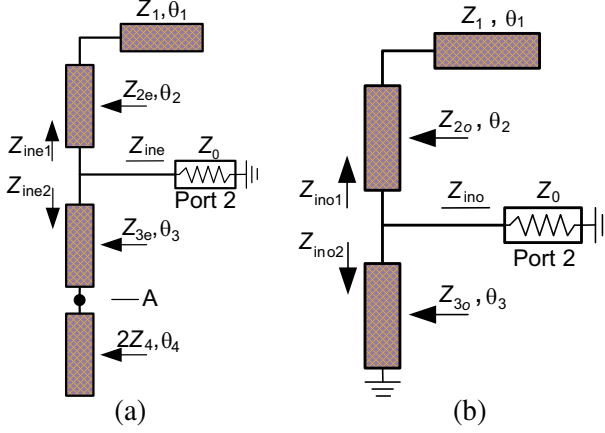 Z1, θ1
Z2e, θ2
Zine1
Zine
Z0
Port 2
Zine2
Z3e, θ3
A
2Z4, θ4
(a)
Z1 , θ1
Z2o , θ2
Zino1
Zino
Z0
Port 2
Zino2
Z3o , θ3
(b)